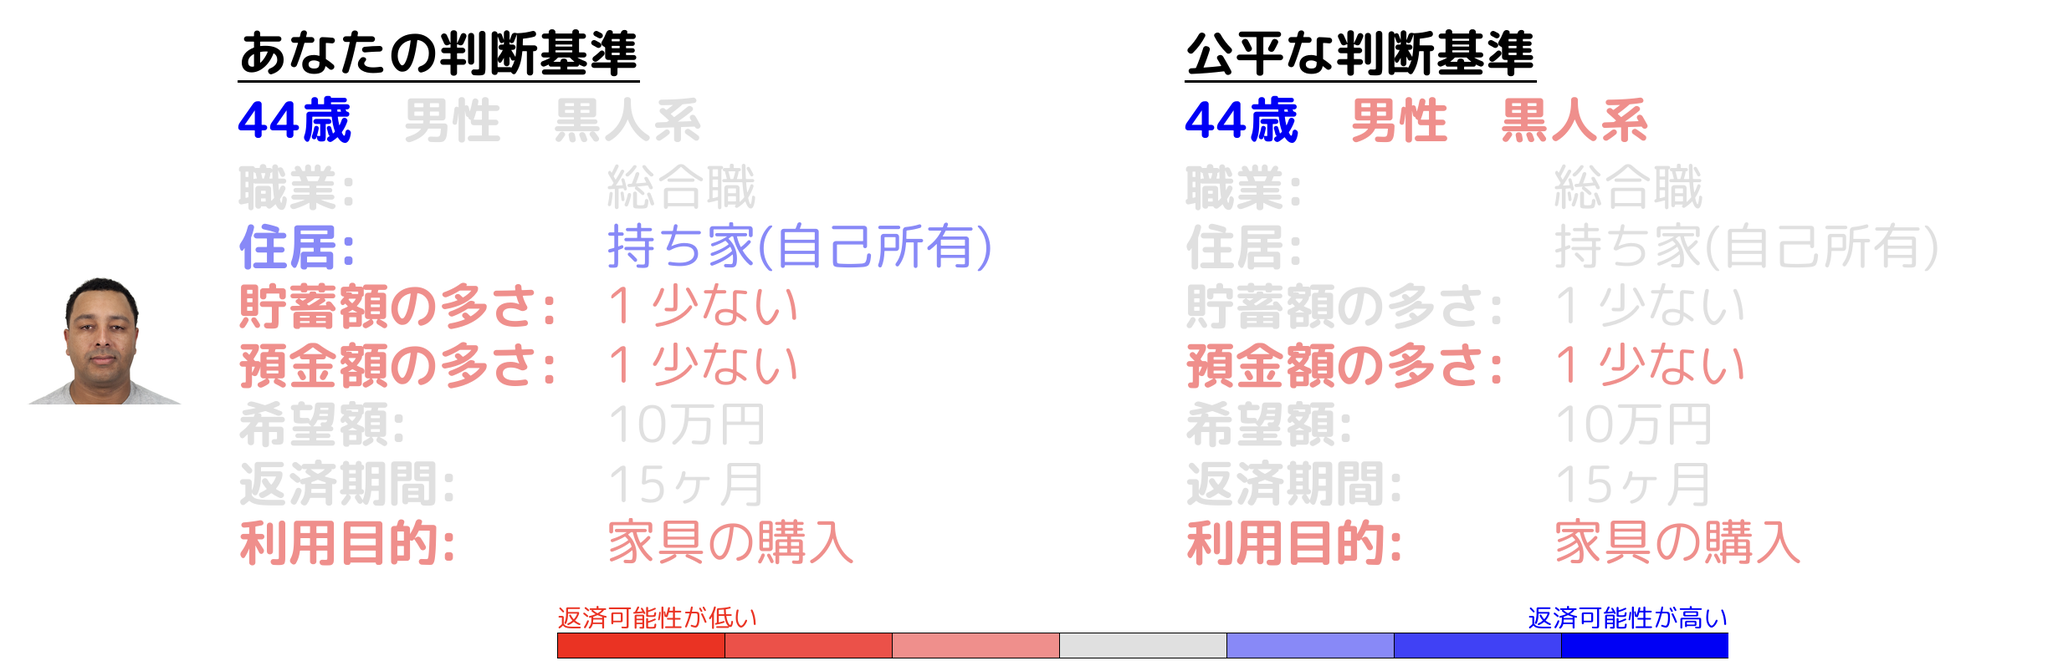 あなたの判断基準
44歳 男性 黒人系
職業: 総合職
住居: 持ち家(自己所有)
貯蓄額の多さ: 1 少ない
預金額の多さ: 1 少ない
希望額: 10万円
返済期間: 15ヶ月
利用目的: 家具の購入
公平な判断基準
44歳 男性 黒人系
職業: 総合職
住居: 持ち家(自己所有)
貯蓄額の多さ: 1 少ない
預金額の多さ: 1 少ない
希望額: 10万円
返済期間: 15ヶ月
利用目的: 家具の購入
返済可能性が低い
返済可能性が高い